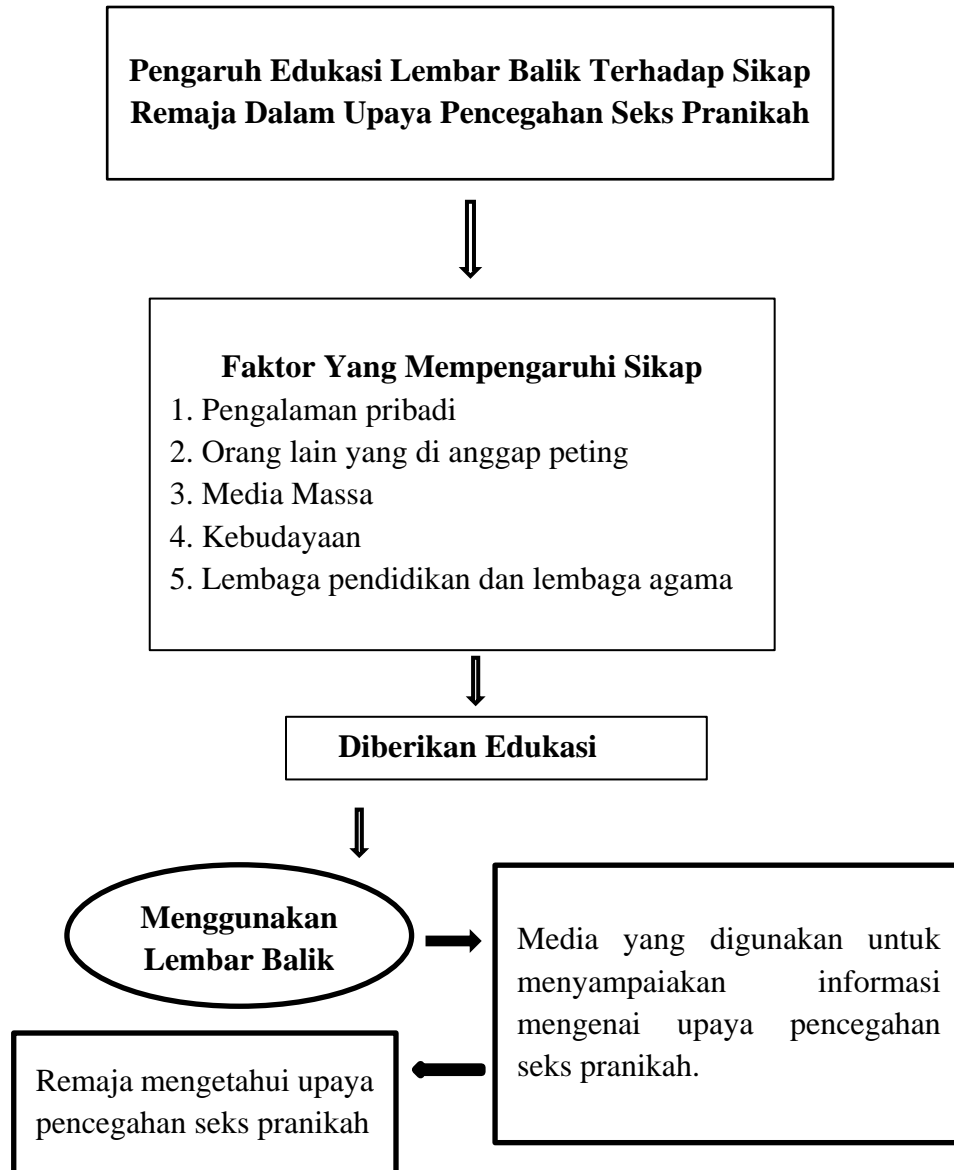 Pengaruh Edukasi Lembar Balik Terhadap Sikap
Remaja Dalam Upaya Pencegahan Seks Pranikah
Faktor Yang Mempengaruhi Sikap
1. Pengalaman pribadi
2. Orang lain yang di anggap peting
3. Media Massa
4. Kebudayaan
5. Lembaga pendidikan dan lembaga agama
Diberikan Edukasi
Menggunakan
Lembar Balik
Media yang digunakan untuk
menyampaiakan informasi
mengenai upaya pencegahan
seks pranikah.
Remaja mengetahui upaya
pencegahan seks pranikah